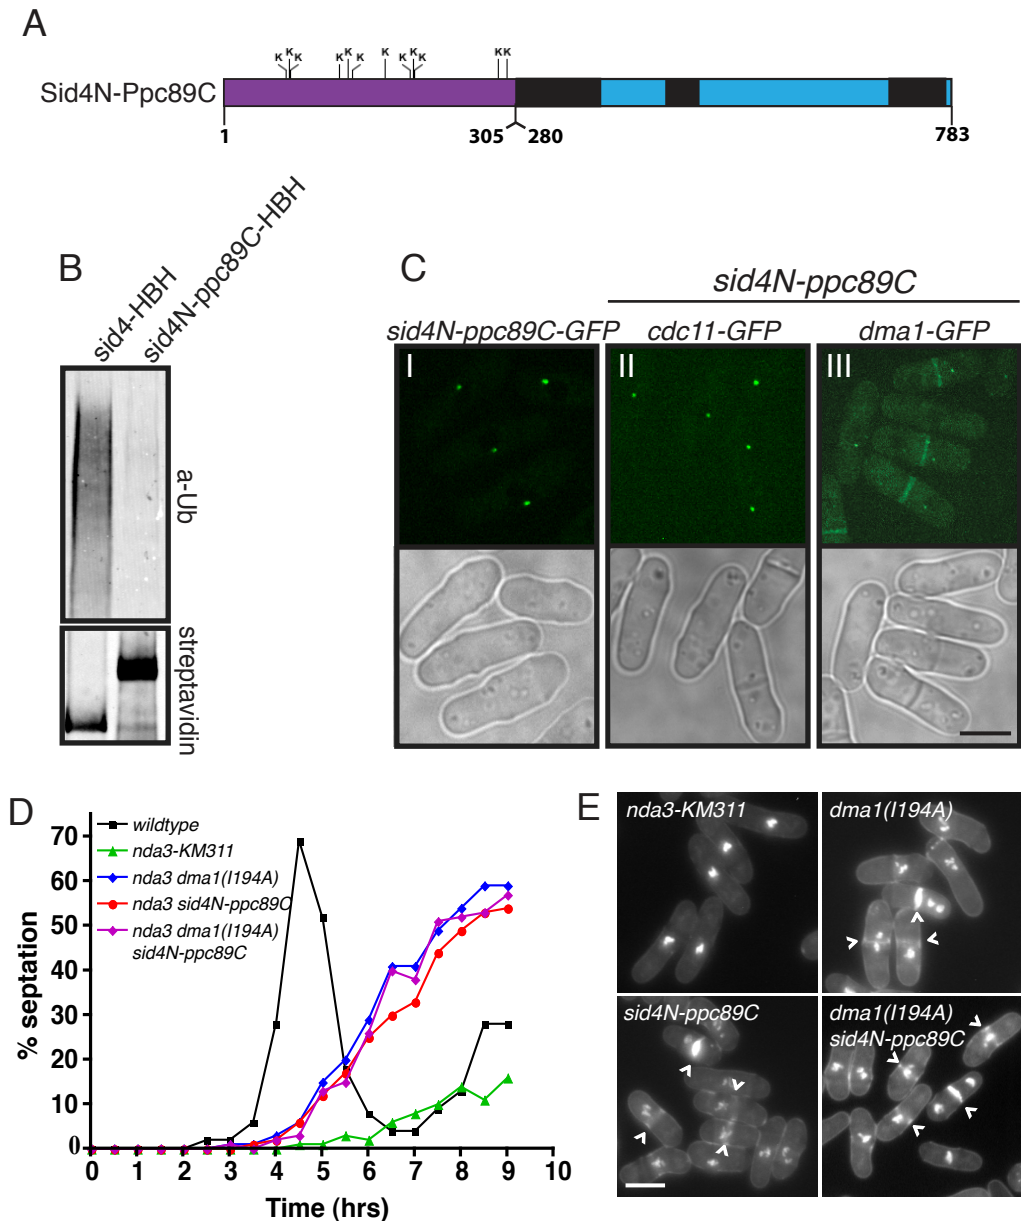 A
K K K K K K K K K K K K K
Sid4N-Ppc89C
1 305 280 783
B
sid4-HBH
sid4N-ppc89C-HBH
a-Ub
streptavidin
C
sid4N-ppc89C
sid4N-ppc89C-GFP cdc11-GFP dma1-GFP
I II III
D
70
60
50
40
30
20
10
0
% septation
wildtype
nda3-KM311
nda3 dma1(I194A)
nda3 sid4N-ppc89C
nda3 dma1(I194A)
sid4N-ppc89C
0 1 2 3 4 5 6 7 8 9 10
Time (hrs)
E
nda3-KM311
dma1(I194A)
sid4N-ppc89C
dma1(I194A)
sid4N-ppc89C